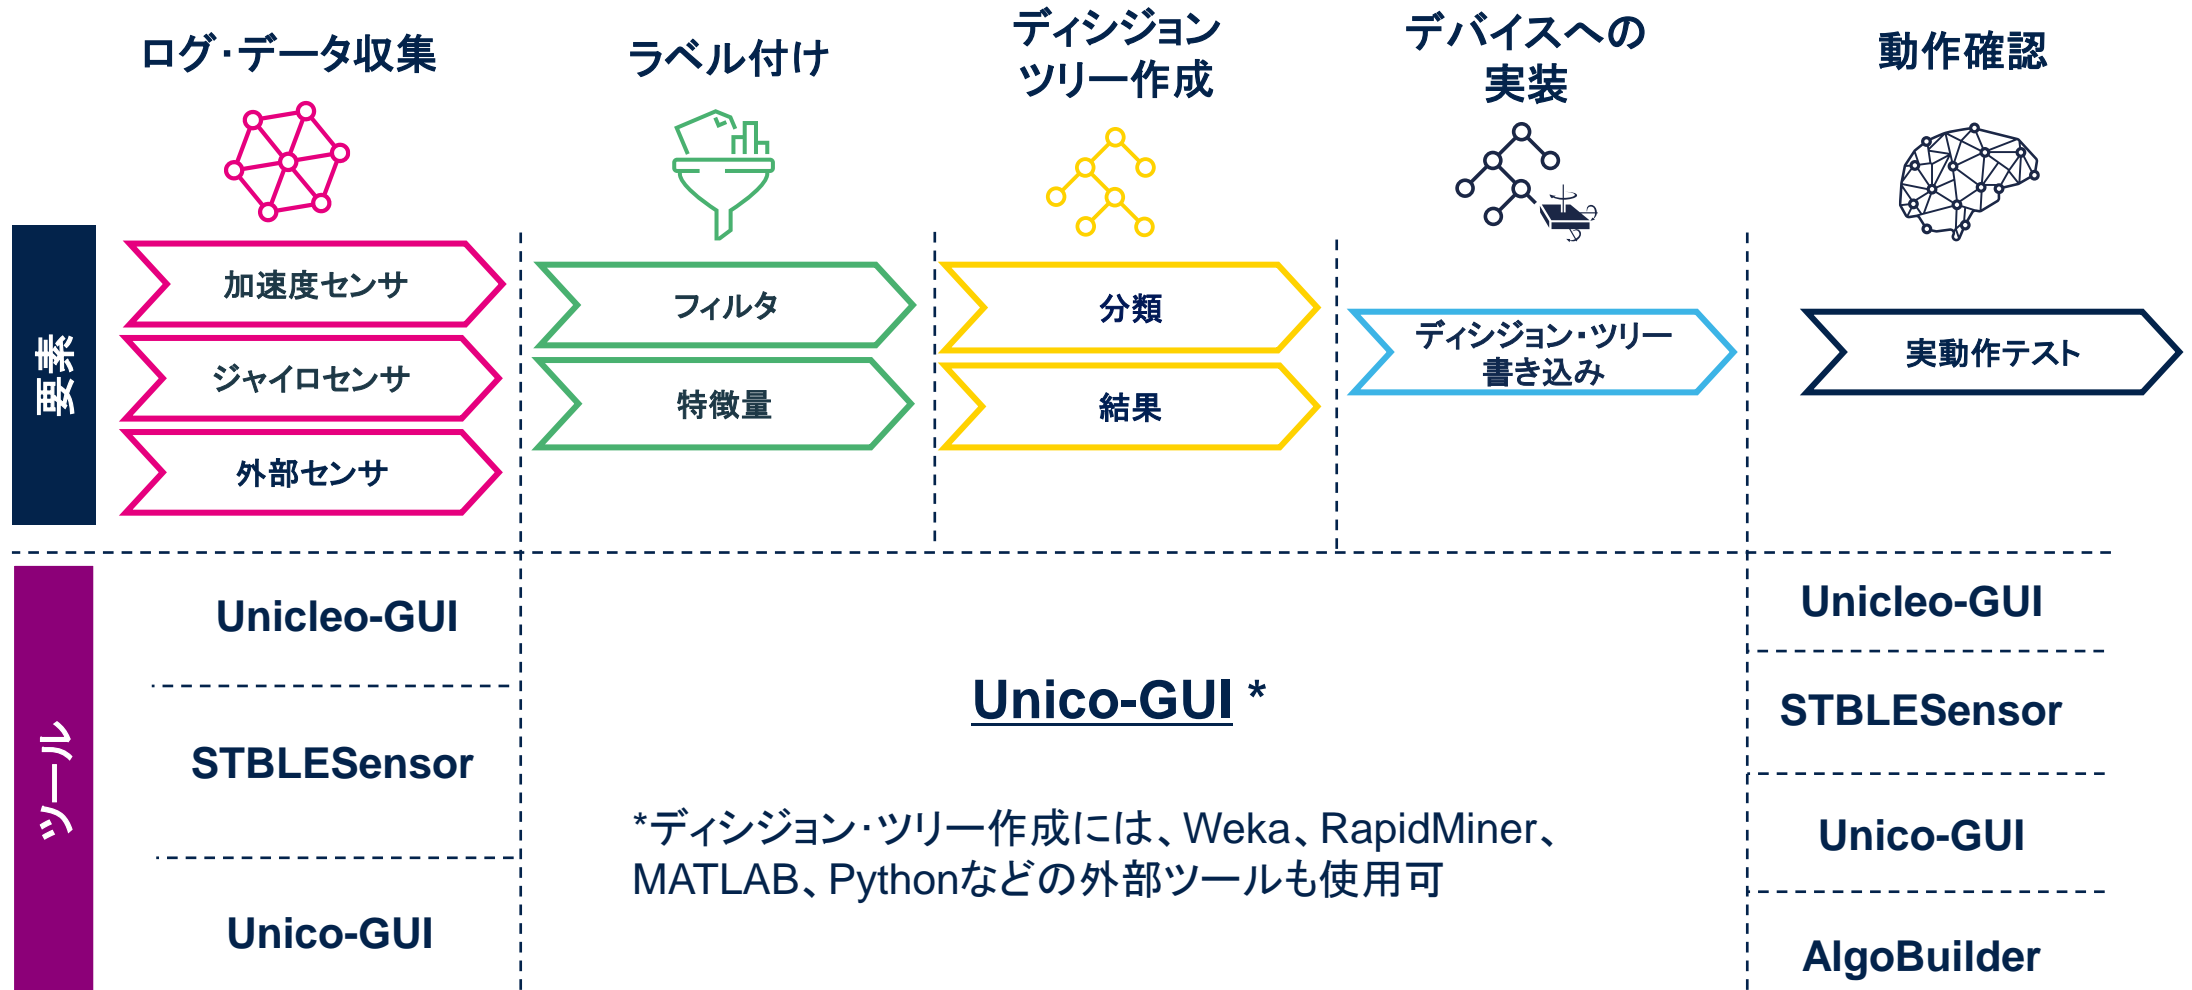 ログ・データ収集
ラベル付け
ディシジョン
ツリー作成
デバイスへの
実装
動作確認
要素
加速度センサ
ジャイロセンサ
外部センサ
フィルタ
特徴量
分類
結果
ディシジョン・ツリー
書き込み
実動作テスト
ツール
Unicleo-GUI
STBLESensor
Unico-GUI
Unico-GUI *
*ディシジョン・ツリー作成には、Weka、RapidMiner、
MATLAB、Pythonなどの外部ツールも使用可
Unicleo-GUI
STBLESensor
Unico-GUI
AlgoBuilder